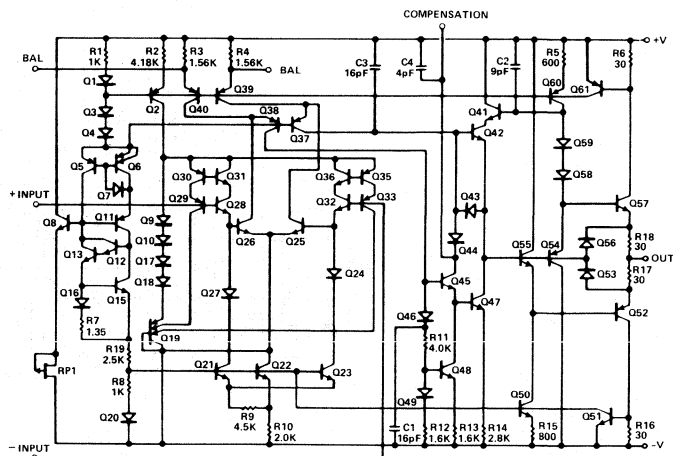 COMPENSATION
+V
R1
1K
R2
4.18K
R3
1.56K
R4
1.56K
C3
16pF
C4
4pF
C2
9pF
R5
600
R6
30
BAL
BAL
Q1
Q2
Q39
Q40
Q38
Q37
Q41
Q42
Q60
Q61
Q3
Q4
Q5
Q6
Q7
Q59
Q58
Q30
Q31
Q36
Q35
Q29
Q28
Q32
Q33
Q43
Q57
+INPUT
Q8
Q11
Q9
Q10
Q17
Q18
Q26
Q25
Q44
Q55
Q54
Q56
R18
30
OUT
R17
30
Q53
Q13
Q12
Q16
Q15
Q27
Q24
Q45
Q46
Q47
Q52
R7
1.35
Q19
R11
4.0K
R19
2.5K
Q21
Q22
Q23
Q48
RP1
R8
1K
Q49
Q50
Q51
Q20
R9
4.5K
R10
2.0K
C1
16pF
R12
1.6K
R13
1.6K
R14
2.8K
R15
800
R16
30
-V
-INPUT